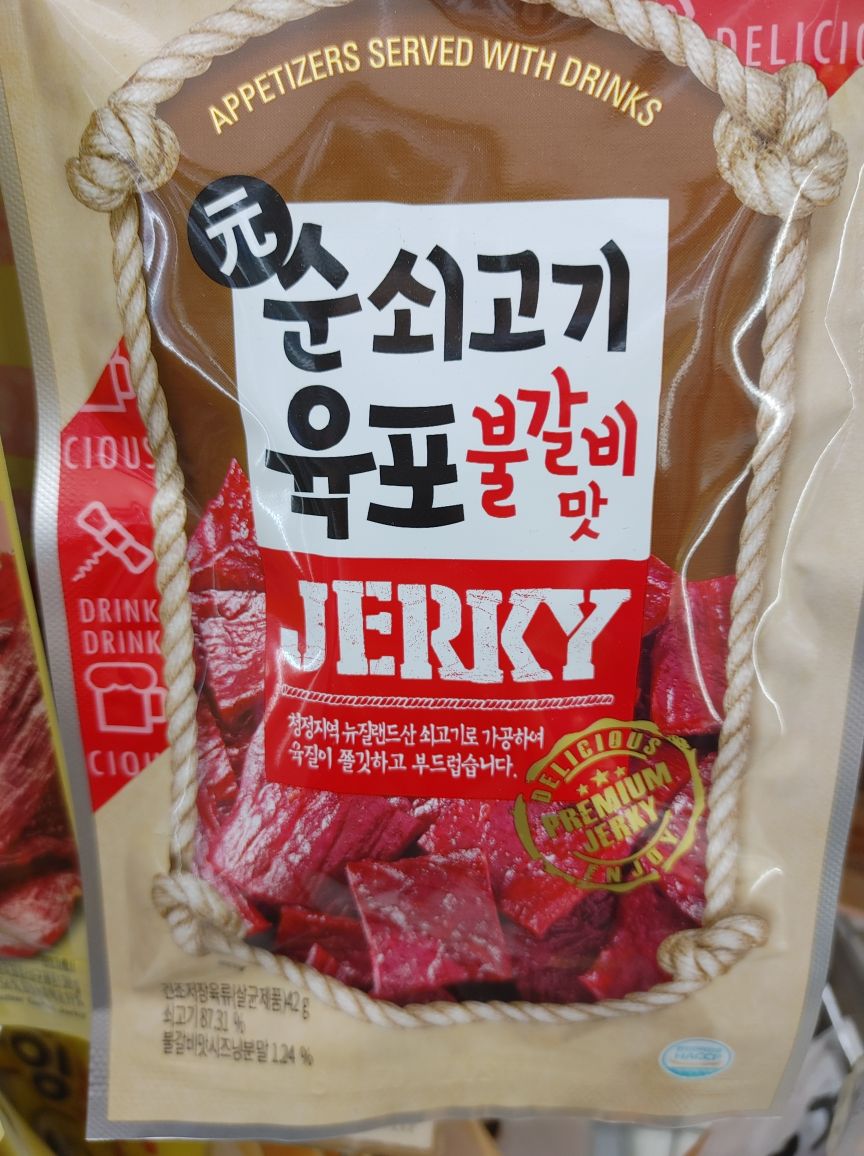 DELICIO
APPETIZERS SERVED WITH DRINKS
元
순쇠고기
육포 불갈비
맛
CIOUS
JERKY
DRINK
DRINK
청정지역 뉴질랜드산 쇠고기로 가공하여
육질이 쫄깃하고 부드럽습니다.
CIOU
DELICIOUS
PREMIUM
JERKY
ENJOY
건조저장육류(살균제품)42g
쇠고기 87.31 %
불갈비맛시즈닝분말 1.24 %
HACCP
잉